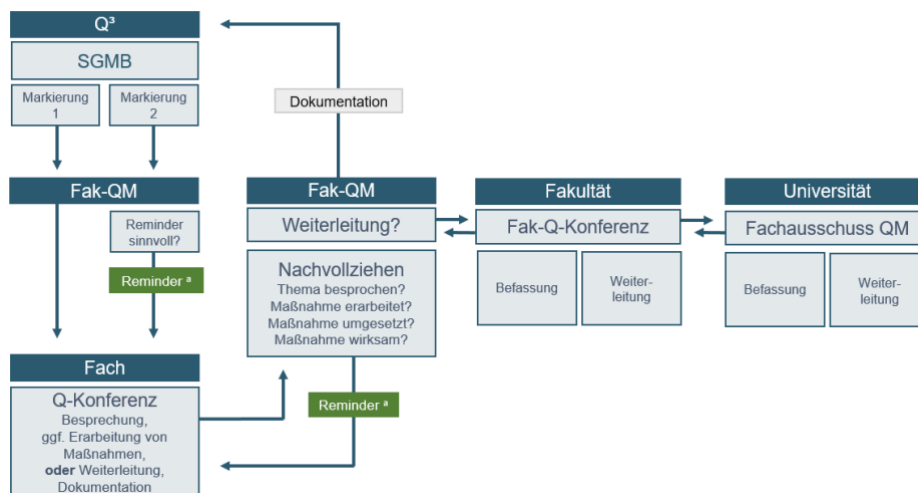 Q³
SGMB
Markierung
1
Markierung
2
Dokumentation
Fak-QM
Reminder
sinnvoll?
Reminder ª
Fak-QM
Weiterleitung?
Nachvollziehen
Thema besprochen?
Maßnahme erarbeitet?
Maßnahme umgesetzt?
Maßnahme wirksam?
Reminder ª
Fakultät
Fak-Q-Konferenz
Befassung
Weiter-
leitung
Universität
Fachausschuss QM
Befassung
Weiter-
leitung
Fach
Q-Konferenz
Besprechung,
ggf. Erarbeitung von
Maßnahmen,
oder Weiterleitung,
Dokumentation